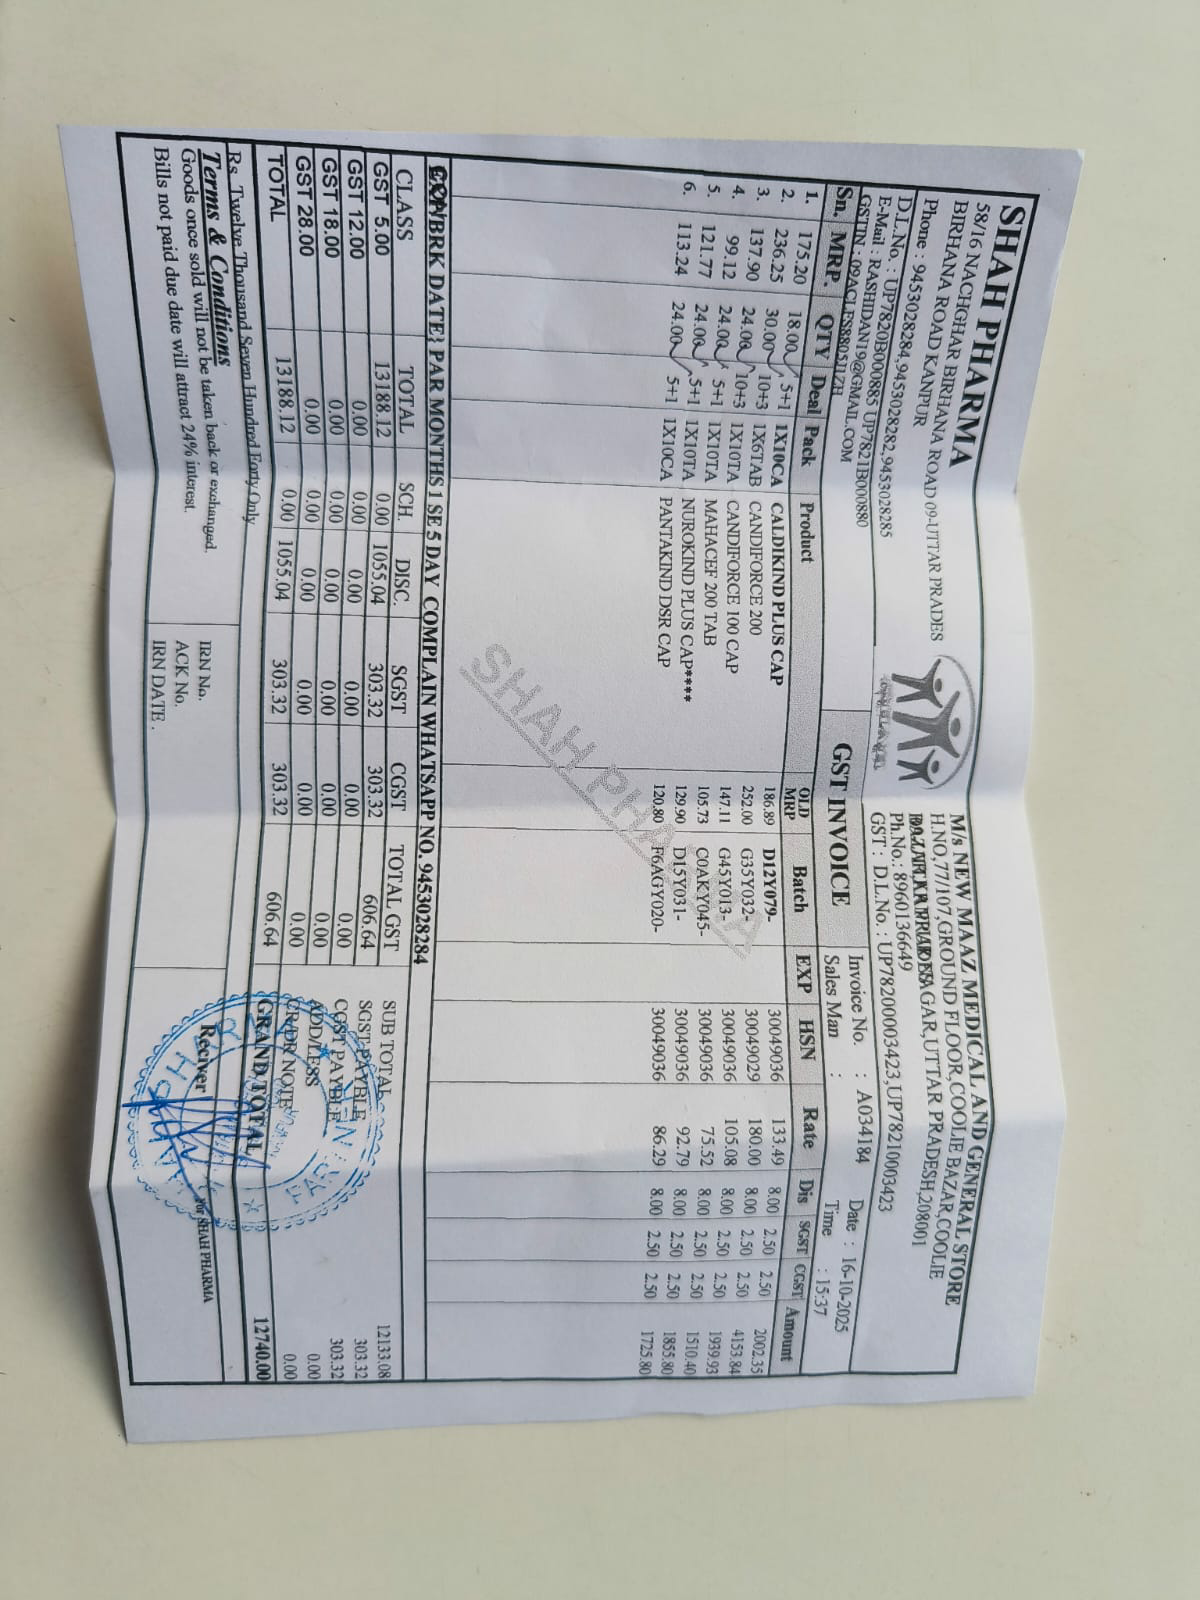 SHAH PHARMA
58/16 NACHGHAR BIRHANA ROAD 09-UTTAR PRADES
BIRHANA ROAD KANPUR
Phone : 9453028284,9453028282,9453028285
D.L.No. : UP7820B000885 UP7821B000880
E-Mail : RASHIDAN19@GMAIL.COM
GSTIN : 09ACLFS8805J1ZH
M/s NEW MAAZ MEDICAL AND GENERAL STORE
H.NO,77/107,GROUND FLOOR,COOLIE BAZAR,COOLIE
NAGAR,UTTAR PRADESH,208001
Ph.No.: 8960136649
GST : D.L.No. : UP7820003423,UP78210003423
GST INVOICE
Invoice No. : A034184 Date : 16-10-2025
Sales Man : Time : 15:37
Sn. MRP. QTY Deal Pack Product OLD MRP Batch EXP HSN Rate Dis SGST CGST Amount
1. 175.20 18.00 5+1 1X10CA CALDIKIND PLUS CAP 186.89 D12Y079- 30049036 133.49 8.00 2.50 2.50 2002.35
2. 236.25 30.00 10+3 1X6TAB CANDIFORCE 200 252.00 G35Y032- 30049029 180.00 8.00 2.50 2.50 4153.84
3. 137.90 24.00 10+3 1X10TA CANDIFORCE 100 CAP 147.11 G45Y013- 30049036 105.08 8.00 2.50 2.50 1939.93
4. 99.12 24.00 5+1 1X10TA MAHACEF 200 TAB 105.73 C0AKY045- 30049036 75.52 8.00 2.50 2.50 1510.40
5. 121.77 24.00 5+1 1X10TA NUROKIND PLUS CAP**** 129.90 D15Y031- 30049036 92.79 8.00 2.50 2.50 1855.80
6. 113.24 24.00 5+1 1X10CA PANTAKIND DSR CAP 120.80 F6AGY020- 30049036 86.29 8.00 2.50 2.50 1725.80
SHAH PHARMA
EXP/BRK DATE} PAR MONTHS 1 SE 5 DAY COMPLAIN WHATSAPP NO. 9453028284
CLASS TOTAL SCH. DISC. SGST CGST TOTAL GST
GST 5.00 13188.12 0.00 1055.04 303.32 303.32 606.64
GST 12.00 0.00 0.00 0.00 0.00 0.00 0.00
GST 18.00 0.00 0.00 0.00 0.00 0.00 0.00
GST 28.00 0.00 0.00 0.00 0.00 0.00 0.00
TOTAL 13188.12 0.00 1055.04 303.32 303.32 606.64
SUB TOTAL 12133.08
SGST PAYBLE 303.32
CGST PAYBLE 303.32
ADD/LESS 0.00
CR/DR NOTE 0.00
GRAND TOTAL 12740.00
Rs. Twelve Thousand Seven Hundred Forty Only
Terms & Conditions
Goods once sold will not be taken back or exchanged.
Bills not paid due date will attract 24% interest.
IRN No.
ACK No.
IRN DATE .
Reciver
For SHAH PHARMA